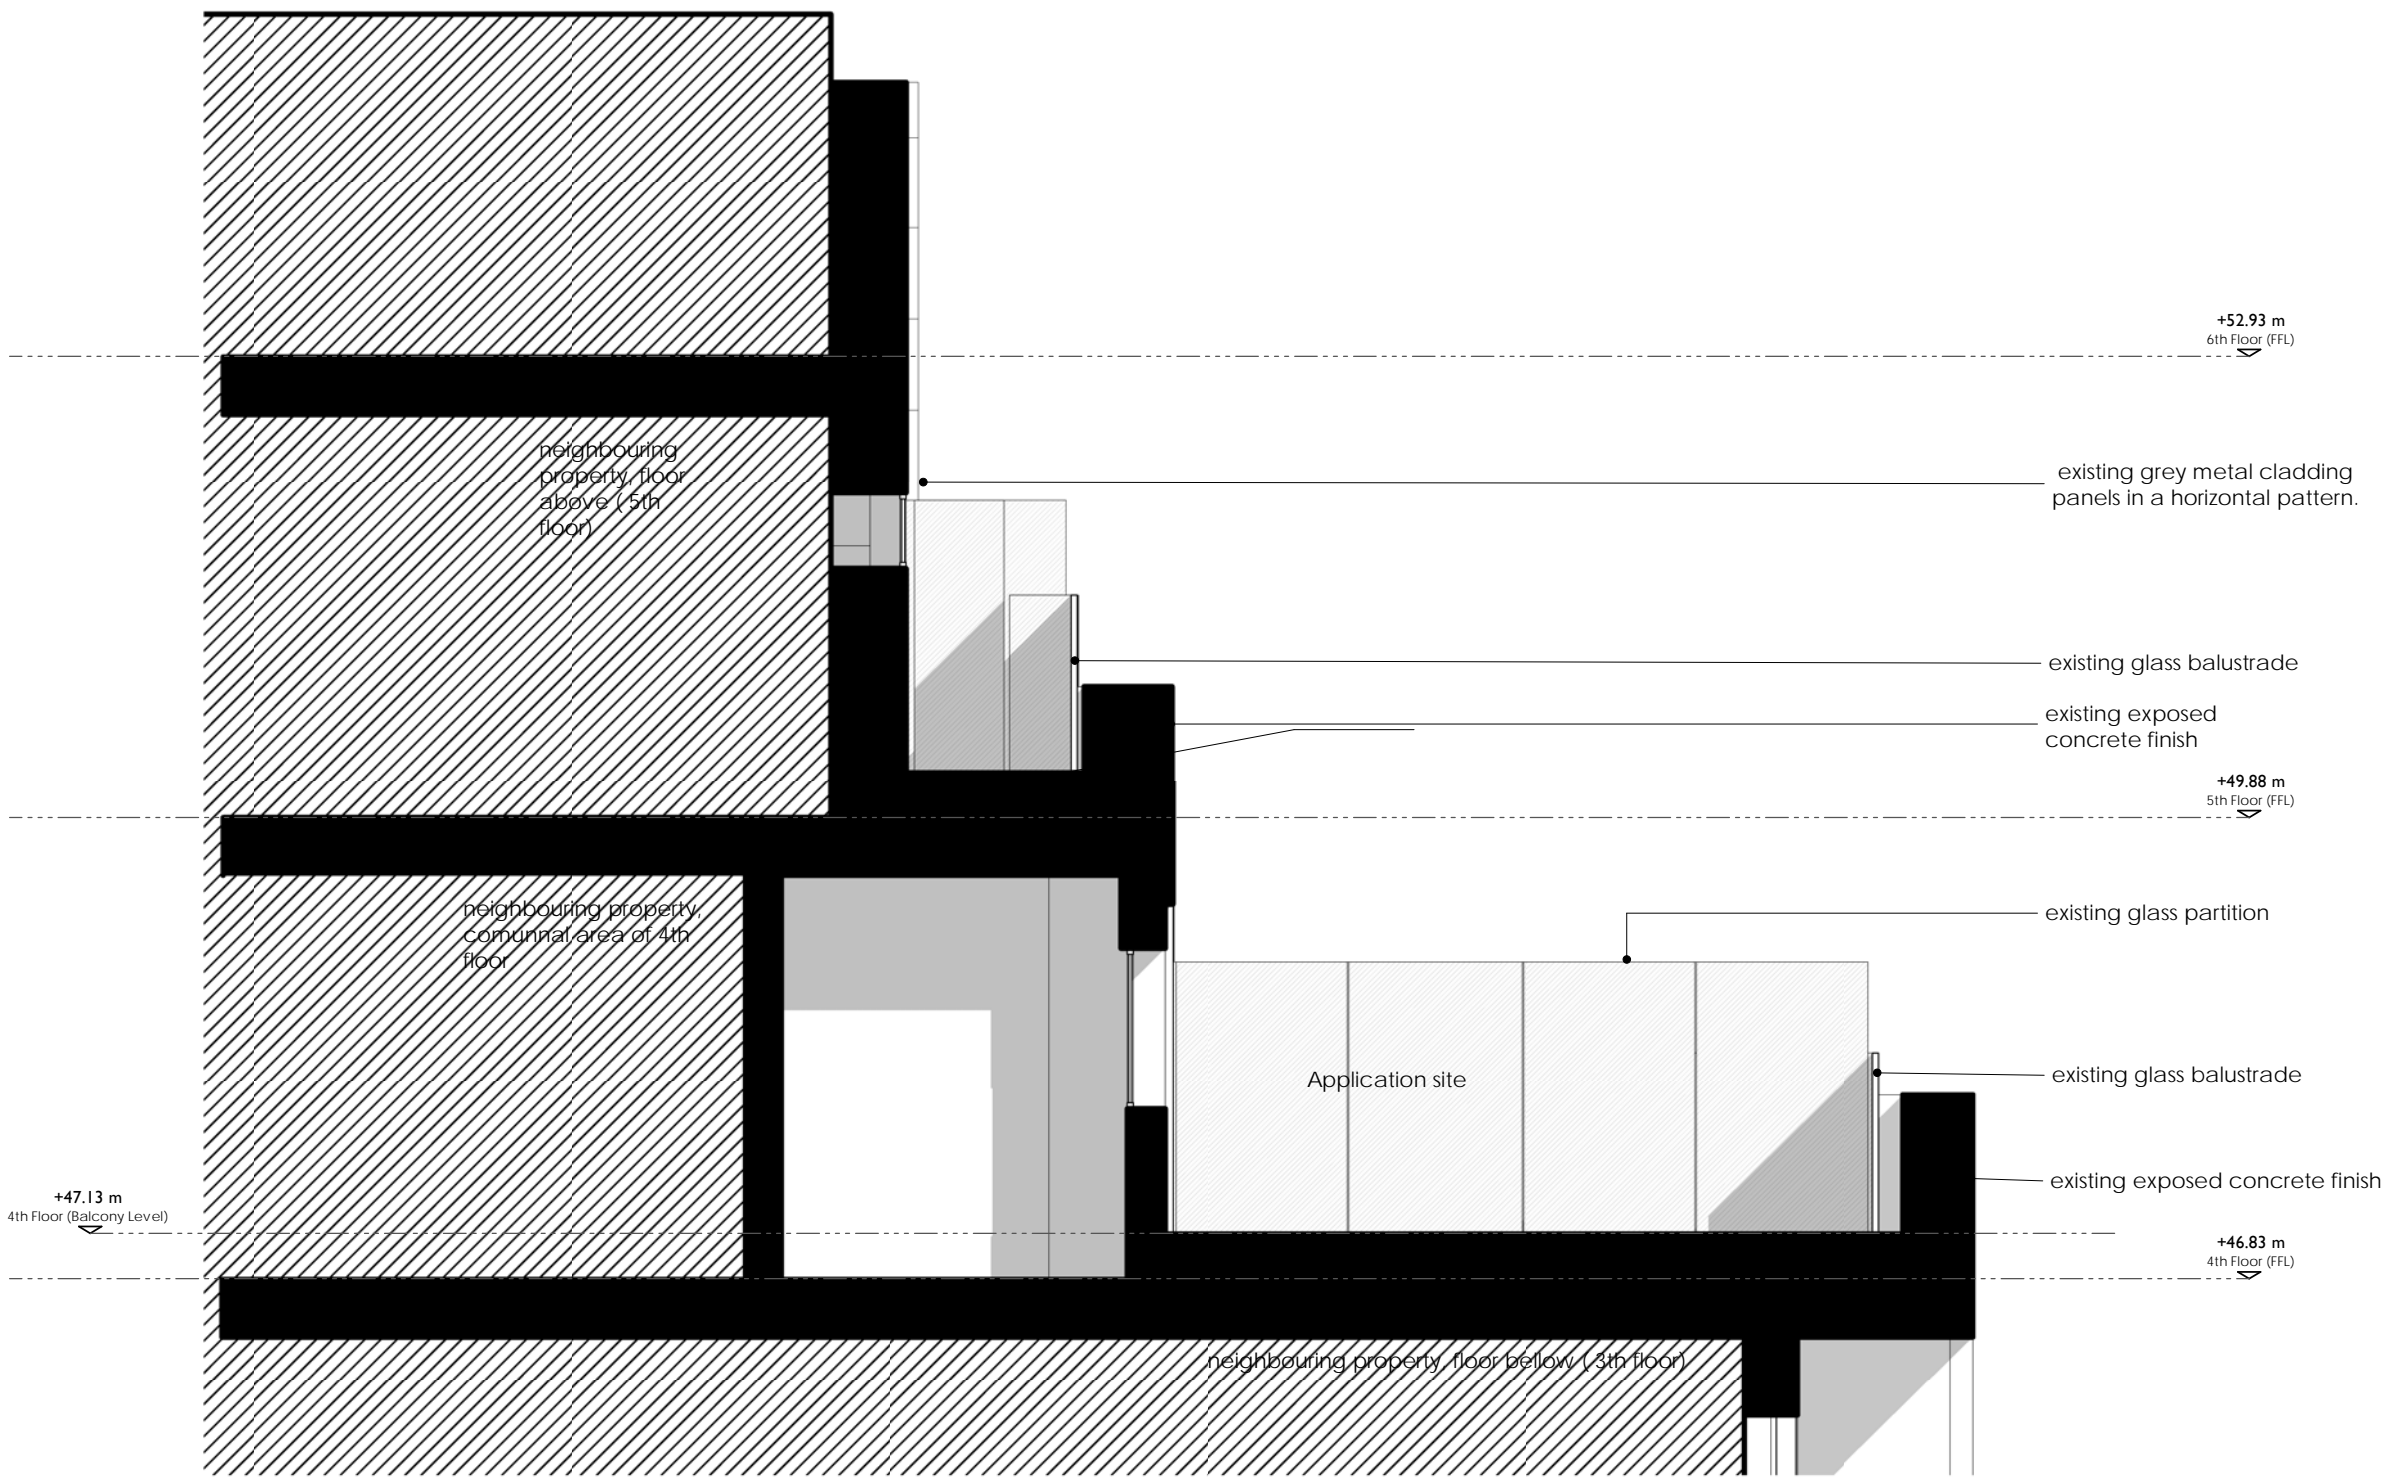 +52.93 m
6th Floor (FFL)
neighbouring
property, floor
above ( 5th
floor)
existing grey metal cladding
panels in a horizontal pattern.
existing glass balustrade
existing exposed
concrete finish
+49.88 m
5th Floor (FFL)
neighbouring property,
comunnal area of 4th
floor
existing glass partition
Application site
existing glass balustrade
existing exposed concrete finish
+47.13 m
4th Floor (Balcony Level)
+46.83 m
4th Floor (FFL)
neighbouring property, floor bellow ( 3th floor)